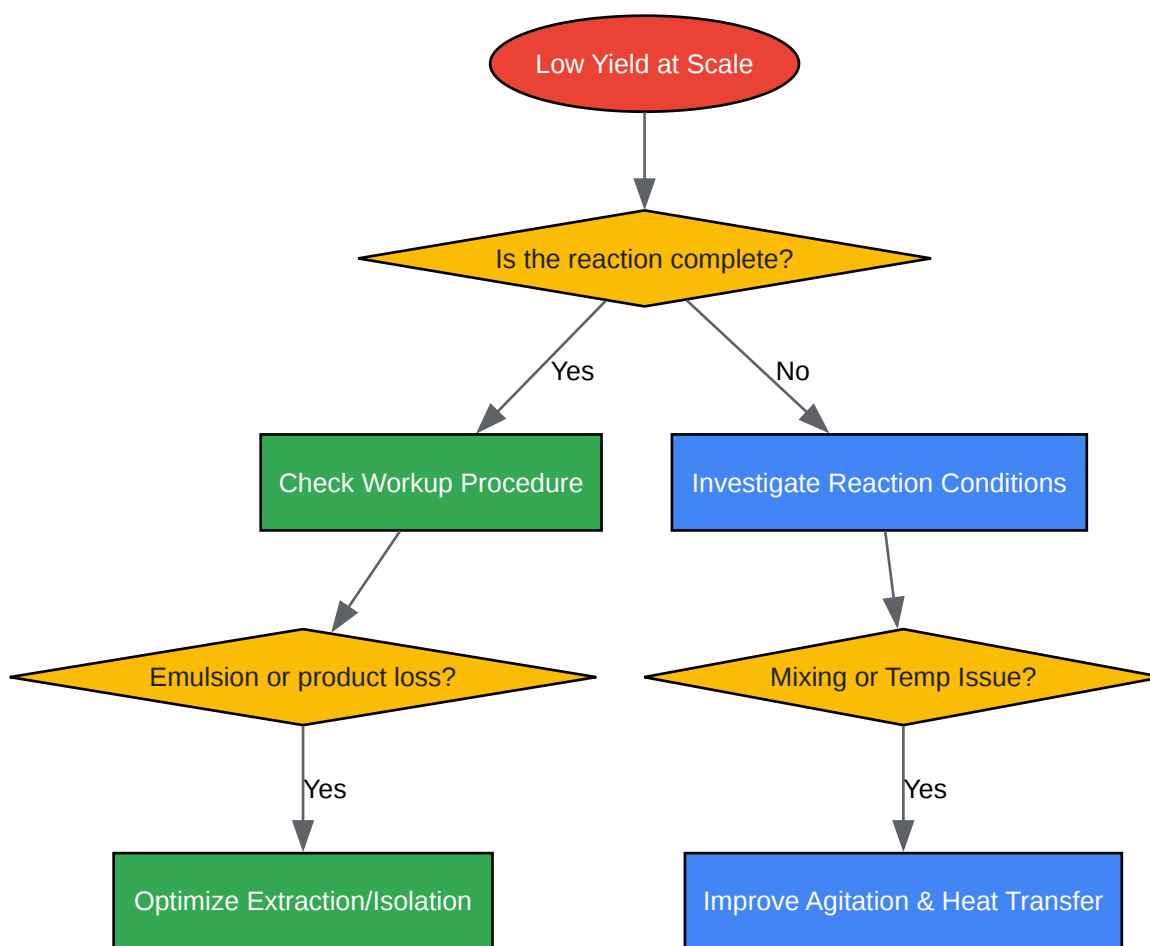 Low Yield at Scale
Is the reaction complete?
Yes
No
Check Workup Procedure
Investigate Reaction Conditions
Emulsion or product loss?
Mixing or Temp Issue?
Yes
Yes
Optimize Extraction/Isolation
Improve Agitation & Heat Transfer